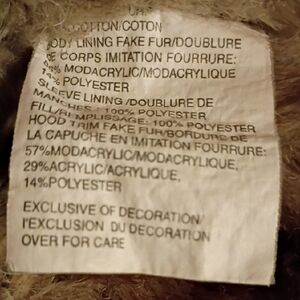 COTTON/COTON
BODY LINING FAKE FUR/DOUBLURE
DE CORPS IMITATION FOURRURE:
% MODACRYLIC/MODACRYLIQUE
% POLYESTER
SLEEVE LINING/DOUBLURE DE
MANCHES: 100% POLYESTER
FILL/REMPLISSAGE: 100% POLYESTER
HOOD TRIM FAKE FUR/BORDURE DE
LA CAPUCHE EN IMITATION FOURRURE:
57%MODACRYLIC/MODACRYLIQUE,
29%ACRYLIC/ACRYLIQUE,
14%POLYESTER
EXCLUSIVE OF DECORATION/
l'EXCLUSION DU DECORATION
OVER FOR CARE